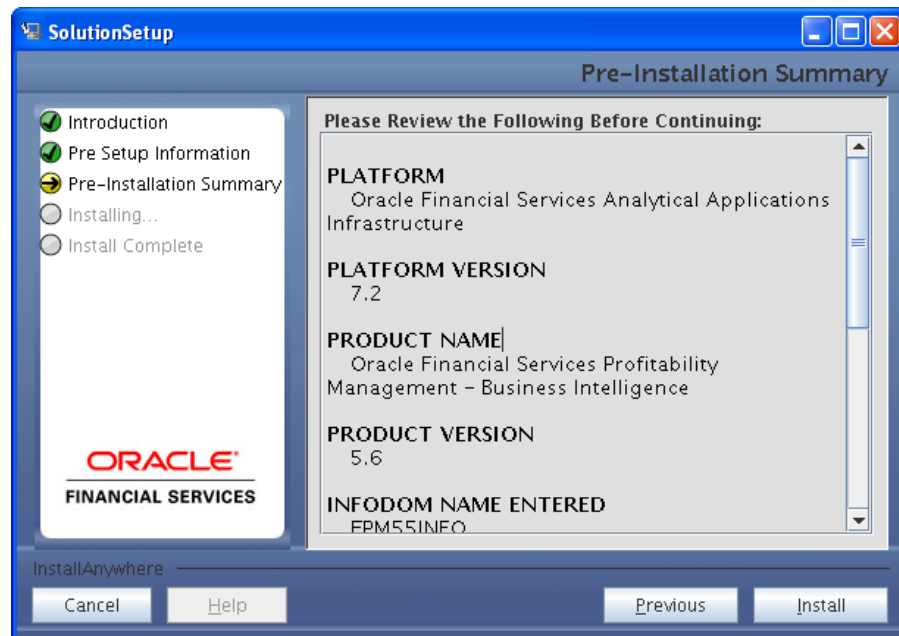 SolutionSetup
Pre-Installation Summary
Introduction
Pre Setup Information
Pre-Installation Summary
Installing...
Install Complete
ORACLE
FINANCIAL SERVICES
Please Review the Following Before Continuing:
PLATFORM
Oracle Financial Services Analytical Applications
Infrastructure
PLATFORM VERSION
7.2
PRODUCT NAME
Oracle Financial Services Profitability
Management – Business Intelligence
PRODUCT VERSION
5.6
INFODOM NAME ENTERED
EPM55INFO
InstallAnywhere
Cancel
Help
Previous
Install